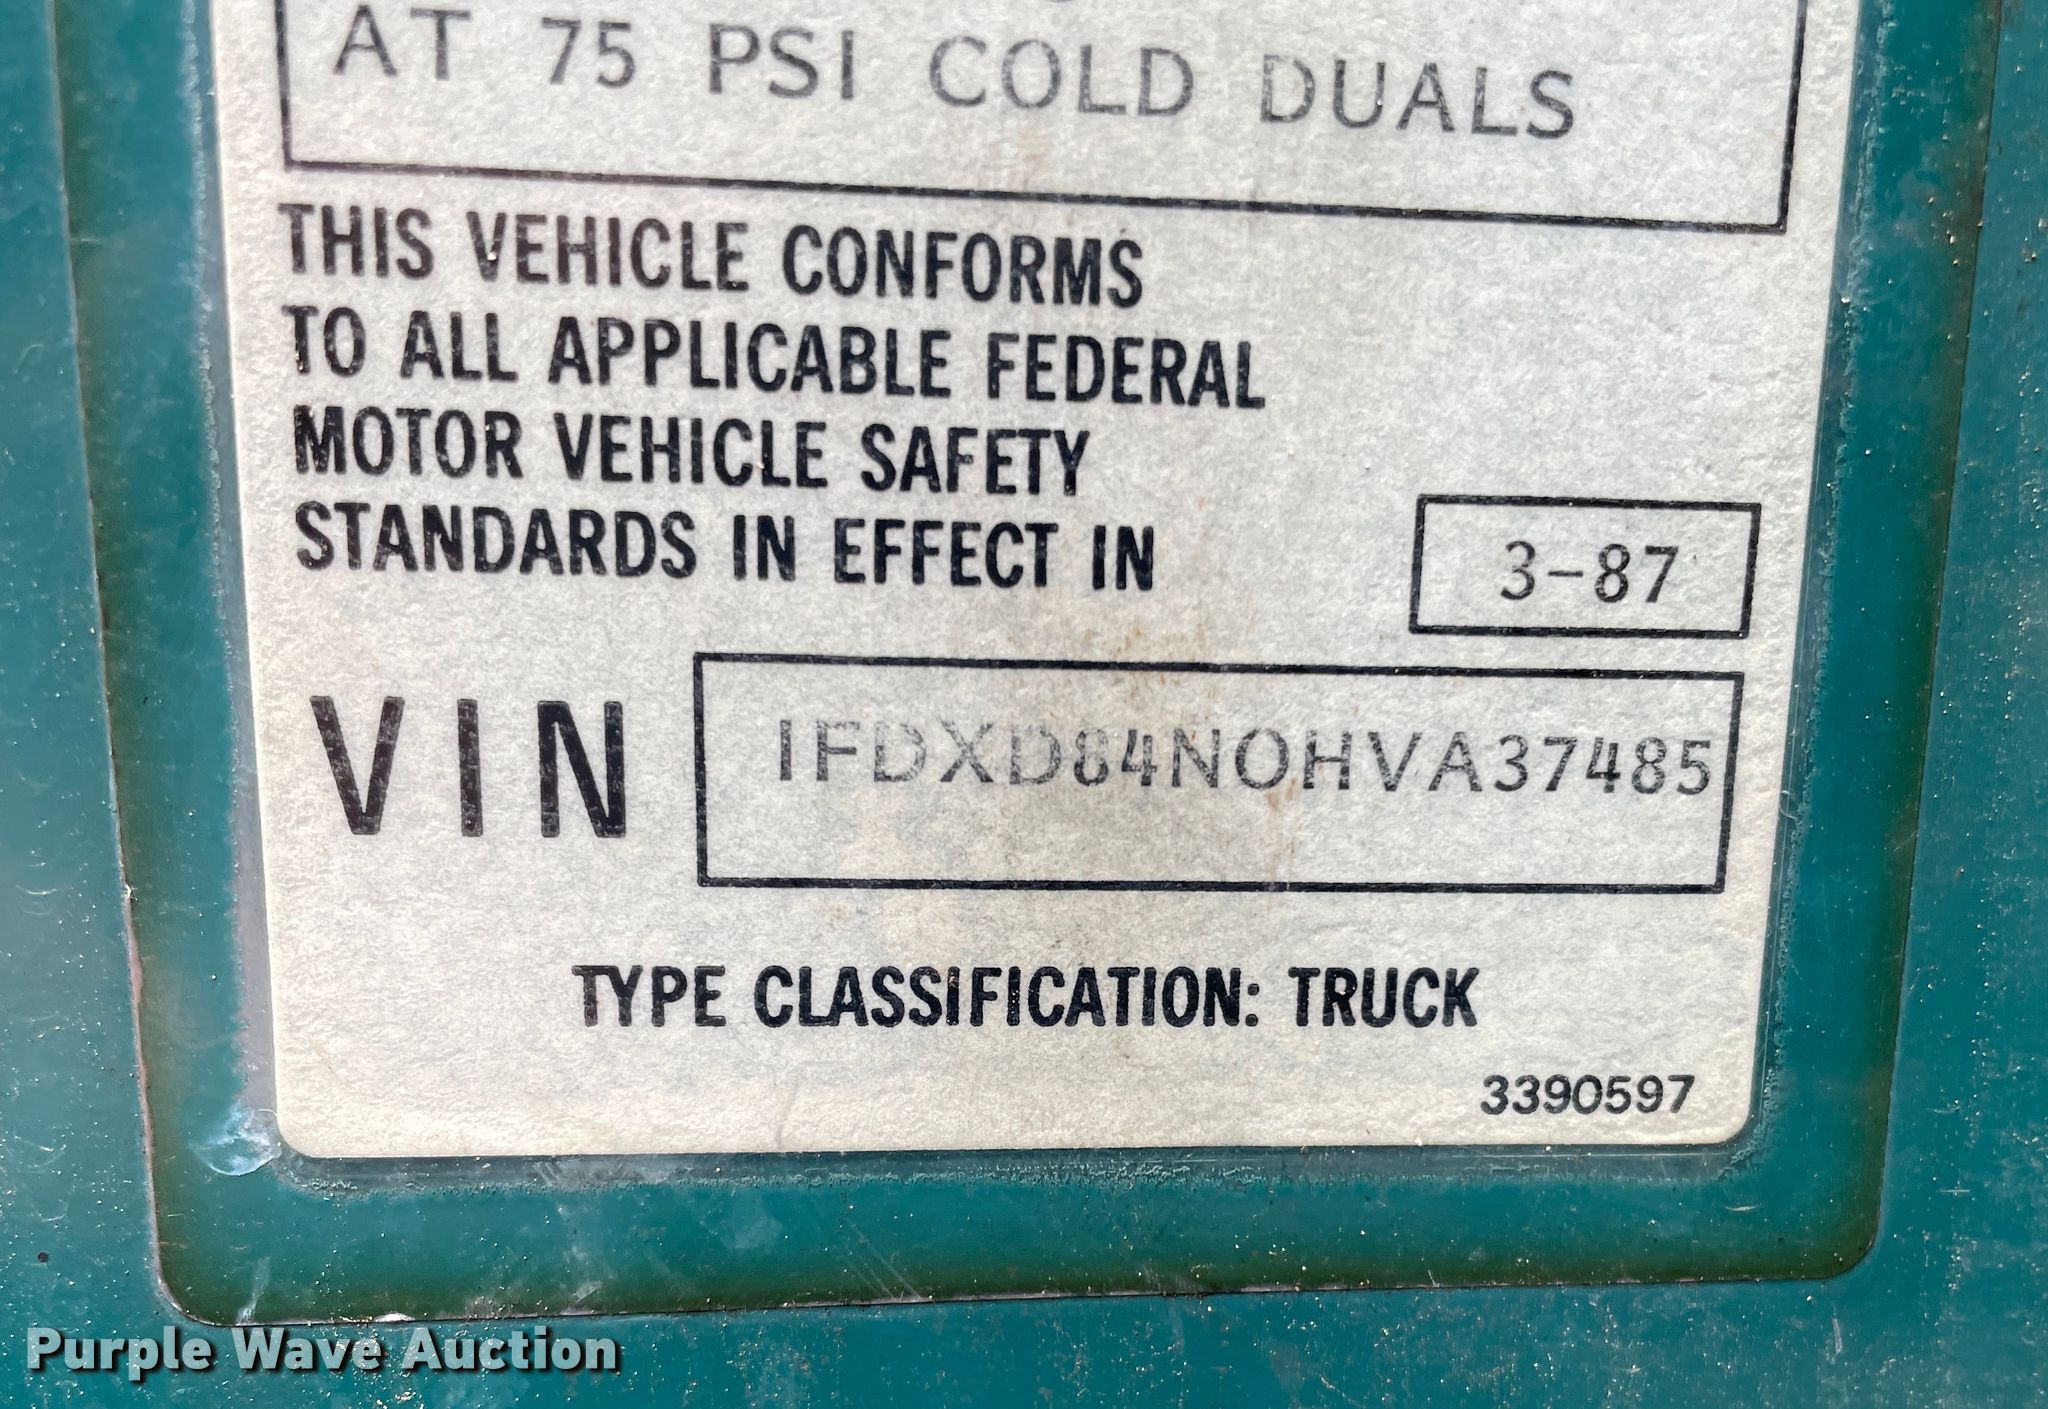 AT 75 PSI COLD DUALS
THIS VEHICLE CONFORMS
TO ALL APPLICABLE FEDERAL
MOTOR VEHICLE SAFETY
STANDARDS IN EFFECT IN 3-87
VIN 1FDXD84N0HVA37485
TYPE CLASSIFICATION: TRUCK
3390597
Purple Wave Auction